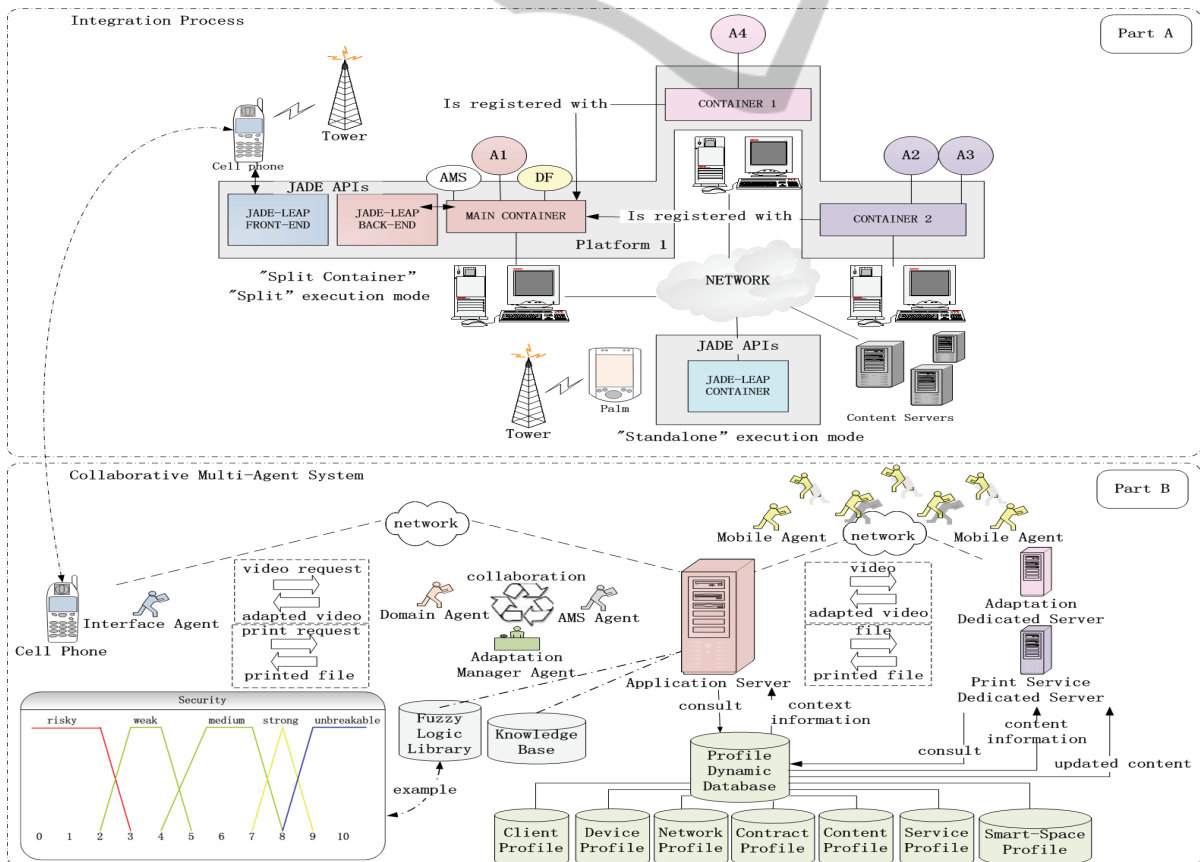 Integration Process
Part A
A4
CONTAINER 1
Is registered with
Tower
Cell phone
A1
A2
A3
AMS
DF
JADE APIs
JADE-LEAP
FRONT-END
JADE-LEAP
BACK-END
MAIN CONTAINER
Is registered with
CONTAINER 2
Platform 1
"Split Container”
"Split” execution mode
NETWORK
JADE APIs
JADE-LEAP
CONTAINER
Palm
Tower
Content Servers
"Standalone” execution mode
Collaborative Multi-Agent System
Part B
network
Mobile Agent
Mobile Agent
network
video request
adapted video
print request
printed file
collaboration
Domain Agent
AMS Agent
Adaptation
Manager Agent
Interface Agent
Cell Phone
video
adapted video
file
printed file
Adaptation
Dedicated Server
Print Service
Dedicated Server
Application Server
consult
context
information
content
information
consult
updated content
Security
risky
weak
medium
strong
unbreakable
0 1 2 3 4 5 6 7 8 9 10
Fuzzy
Logic
Library
Knowledge
Base
example
Profile
Dynamic
Database
Client
Profile
Device
Profile
Network
Profile
Contract
Profile
Content
Profile
Service
Profile
Smart-Space
Profile